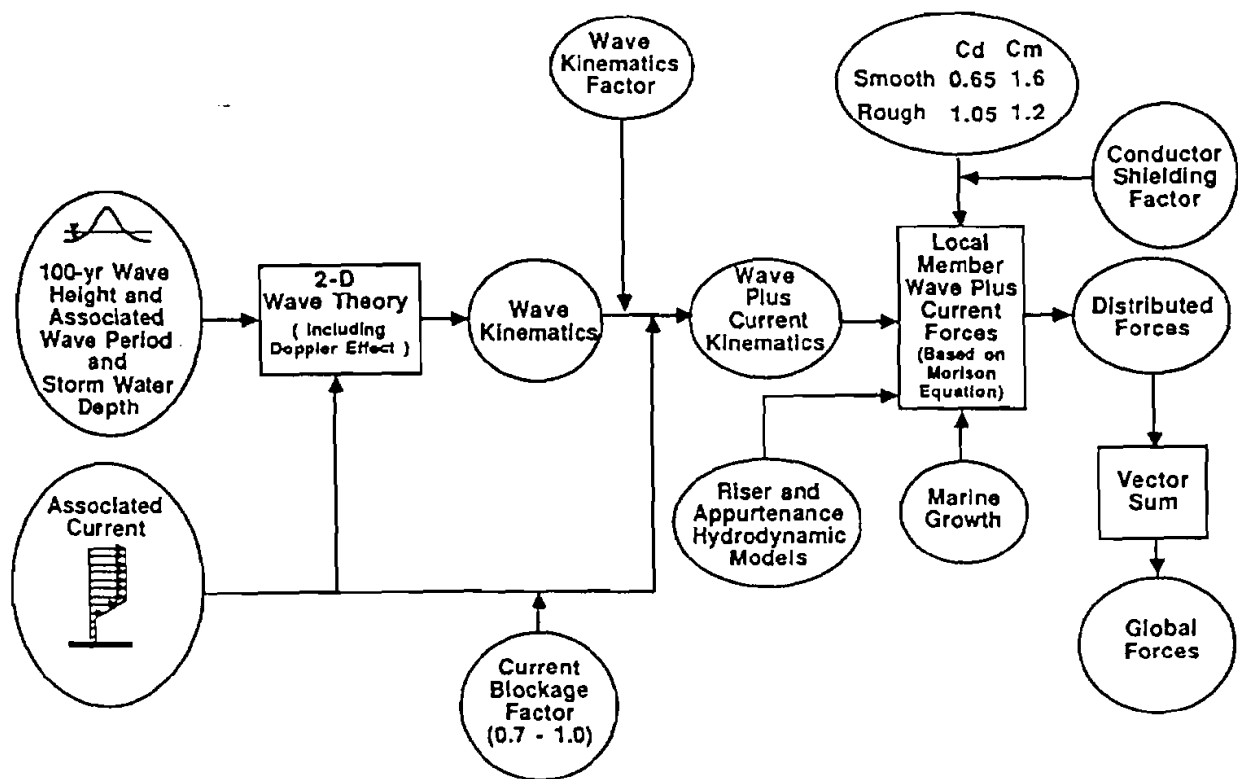 Wave
Kinematics
Factor
Cd Cm
Smooth 0.65 1.6
Rough 1.05 1.2
Conductor
Shielding
Factor
100-yr Wave
Height and
Associated
Wave Period
and
Storm Water
Depth
2-D
Wave Theory
( Including
Doppler Effect )
Wave
Kinematics
Wave
Plus
Current
Kinematics
Local
Member
Wave Plus
Current
Forces
(Based on
Morison
Equation)
Distributed
Forces
Associated
Current
Riser and
Appurtenance
Hydrodynamic
Models
Marine
Growth
Vector
Sum
Current
Blockage
Factor
(0.7 - 1.0)
Global
Forces